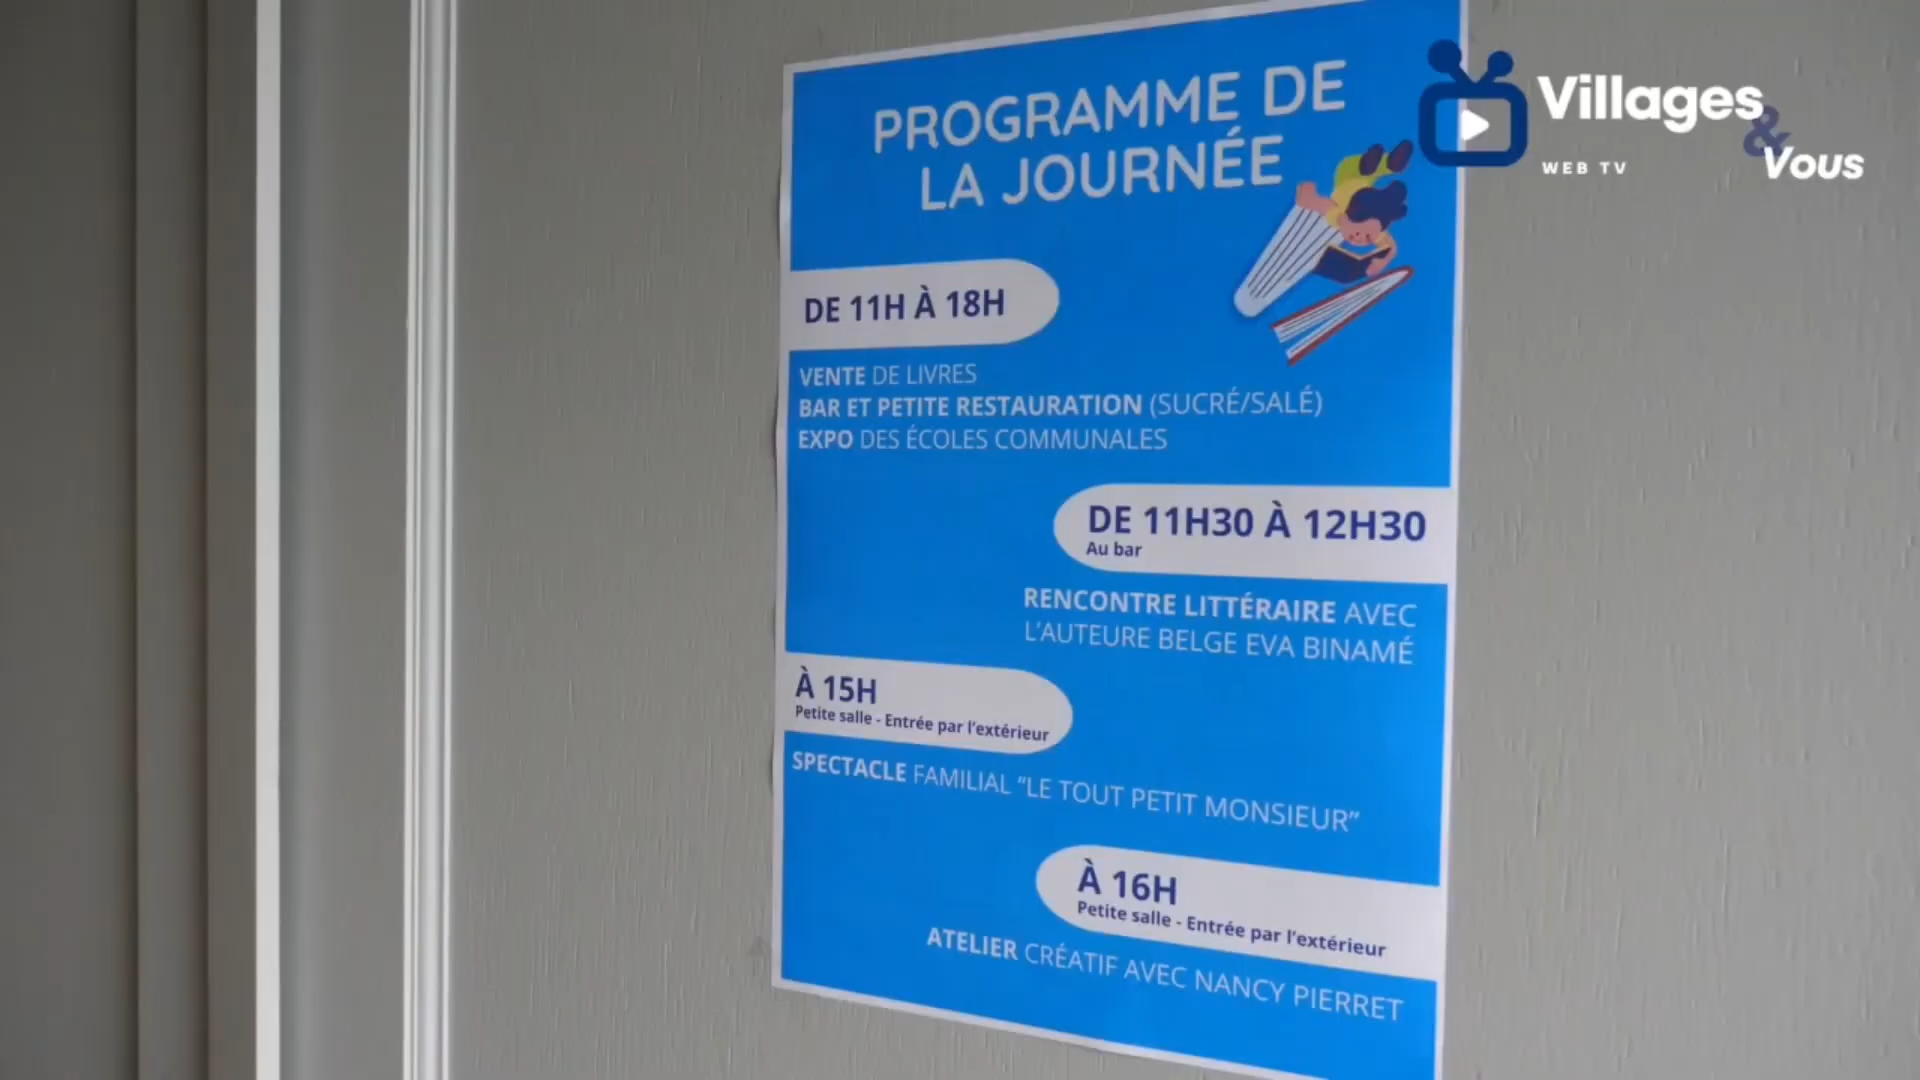 PROGRAMME DE
LA JOURNÉE
DE 11H À 18H
VENTE DE LIVRES
BAR ET PETITE RESTAURATION (SUCRÉ/SALÉ)
EXPO DES ÉCOLES COMMUNALES
DE 11H30 À 12H30
Au bar
RENCONTRE LITTÉRAIRE AVEC
L'AUTEURE BELGE EVA BINAMÉ
À 15H
Petite salle - Entrée par l'extérieur
SPECTACLE FAMILIAL "LE TOUT PETIT MONSIEUR"
À 16H
Petite salle - Entrée par l'extérieur
ATELIER CRÉATIF AVEC NANCY PIERRET
Villages
&
Vous
WEB TV